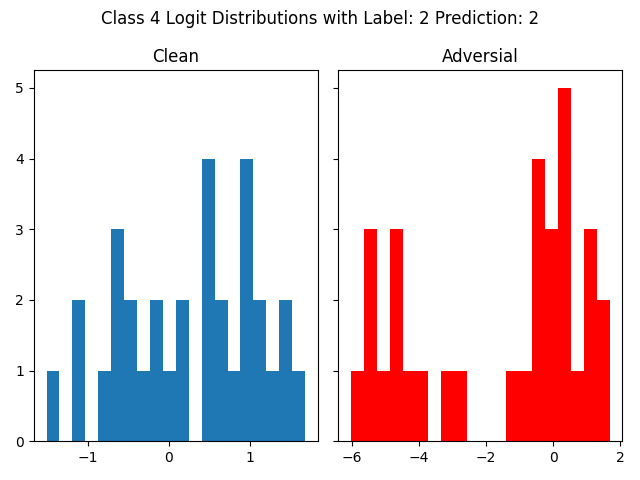 Class 4 Logit Distributions with Label: 2 Prediction: 2
Clean
Adversial
5
4
3
2
1
0
−1 0 1
−6 −4 −2 0 2